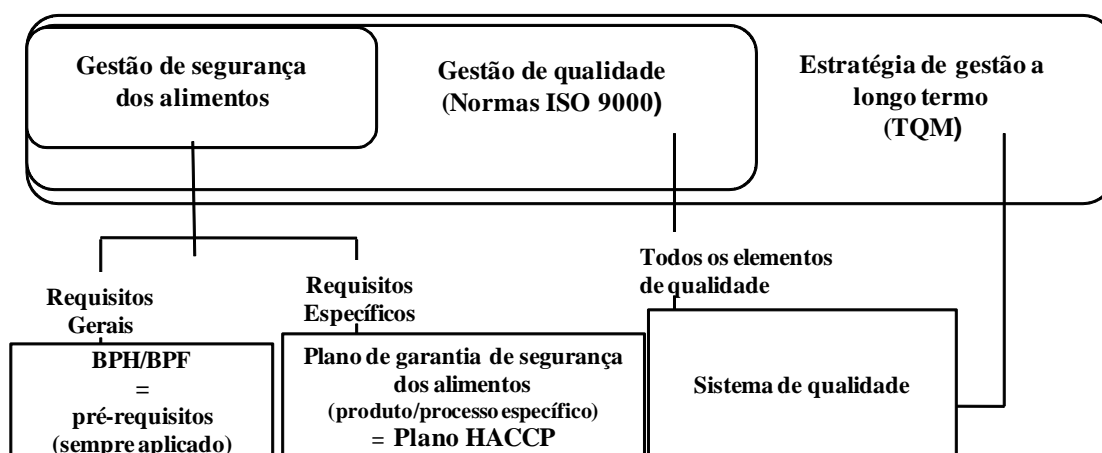 Gestão de segurança
dos alimentos
Gestão de qualidade
(Normas ISO 9000)
Estratégia de gestão a
longo termo
(TQM)
Requisitos
Gerais
Requisitos
Específicos
Todos os elementos
de qualidade
BPH/BPF
=
pré-requisitos
(sempre aplicado)
Plano de garantia de segurança
dos alimentos
(produto/processo específico)
= Plano HACCP
Sistema de qualidade